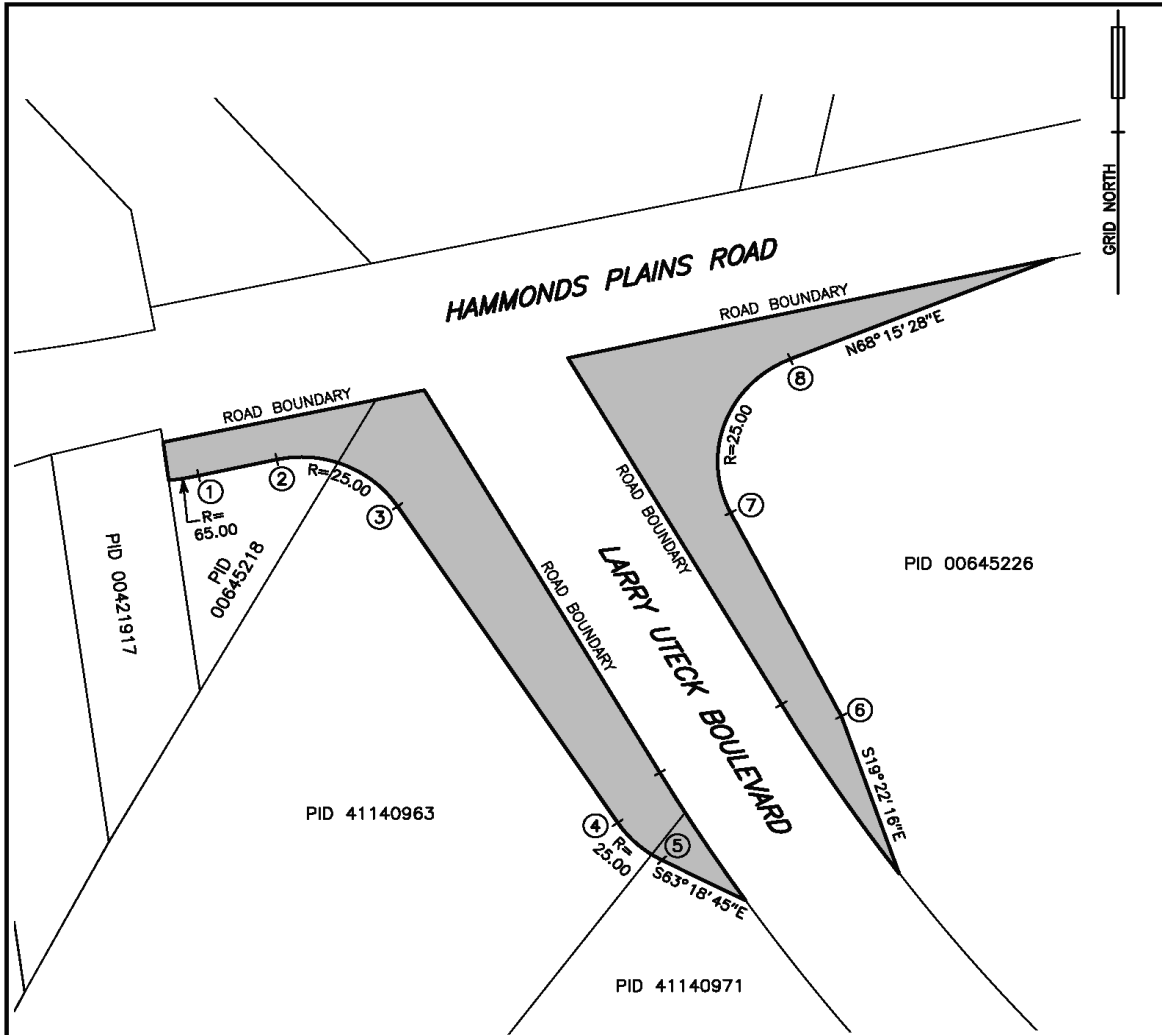 GRID NORTH
HAMMONDS PLAINS ROAD
ROAD BOUNDARY
N68°15'28"E
8
ROAD BOUNDARY
R=25.00
1
2
R=25.00
3
R=
65.00
PID
00645218
PID 00421917
ROAD BOUNDARY
7
PID 00645226
ROAD BOUNDARY
LARRY UTECK BOULEVARD
6
S19°22'16"E
PID 41140963
4
R=
25.00
5
S63°18'45"E
PID 41140971